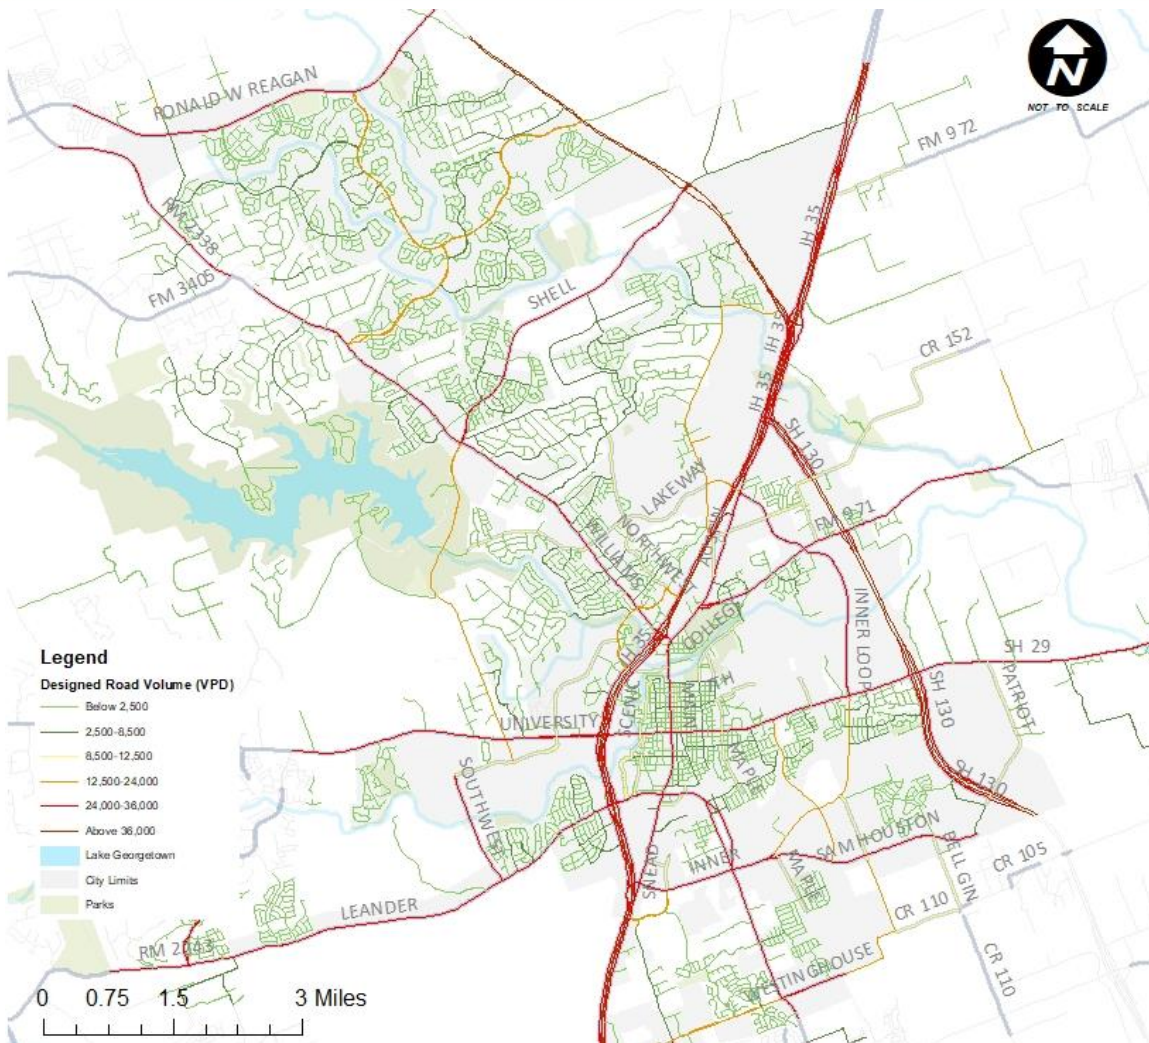 N
NOT TO SCALE
RONALD W REAGAN
FM 972
RM 2338
IH 35
FM 3405
SHELL
IH 3
CR 152
IH 35
SH 130
LAKEWAY
FM 971
NORTHWEST
WILLIAMS
AUSTIN
COLLEGE
INNER LOOP
IH 35
SH 29
PATRIOT
SCENIC
MAIN
7TH
SH 130
UNIVERSITY
MAPLE
SOUTHWES
SH 130
SAM HOUSTON
INNER
MAPLE
BELL GIN
CR 105
SNEAD
LEANDER
CR 110
RM 2243
WESTINGHOUSE
CR 110
Legend
Designed Road Volume (VPD)
Below 2,500
2,500-8,500
8,500-12,500
12,500-24,000
24,000-36,000
Above 36,000
Lake Georgetown
City Limits
Parks
0 0.75 1.5 3 Miles